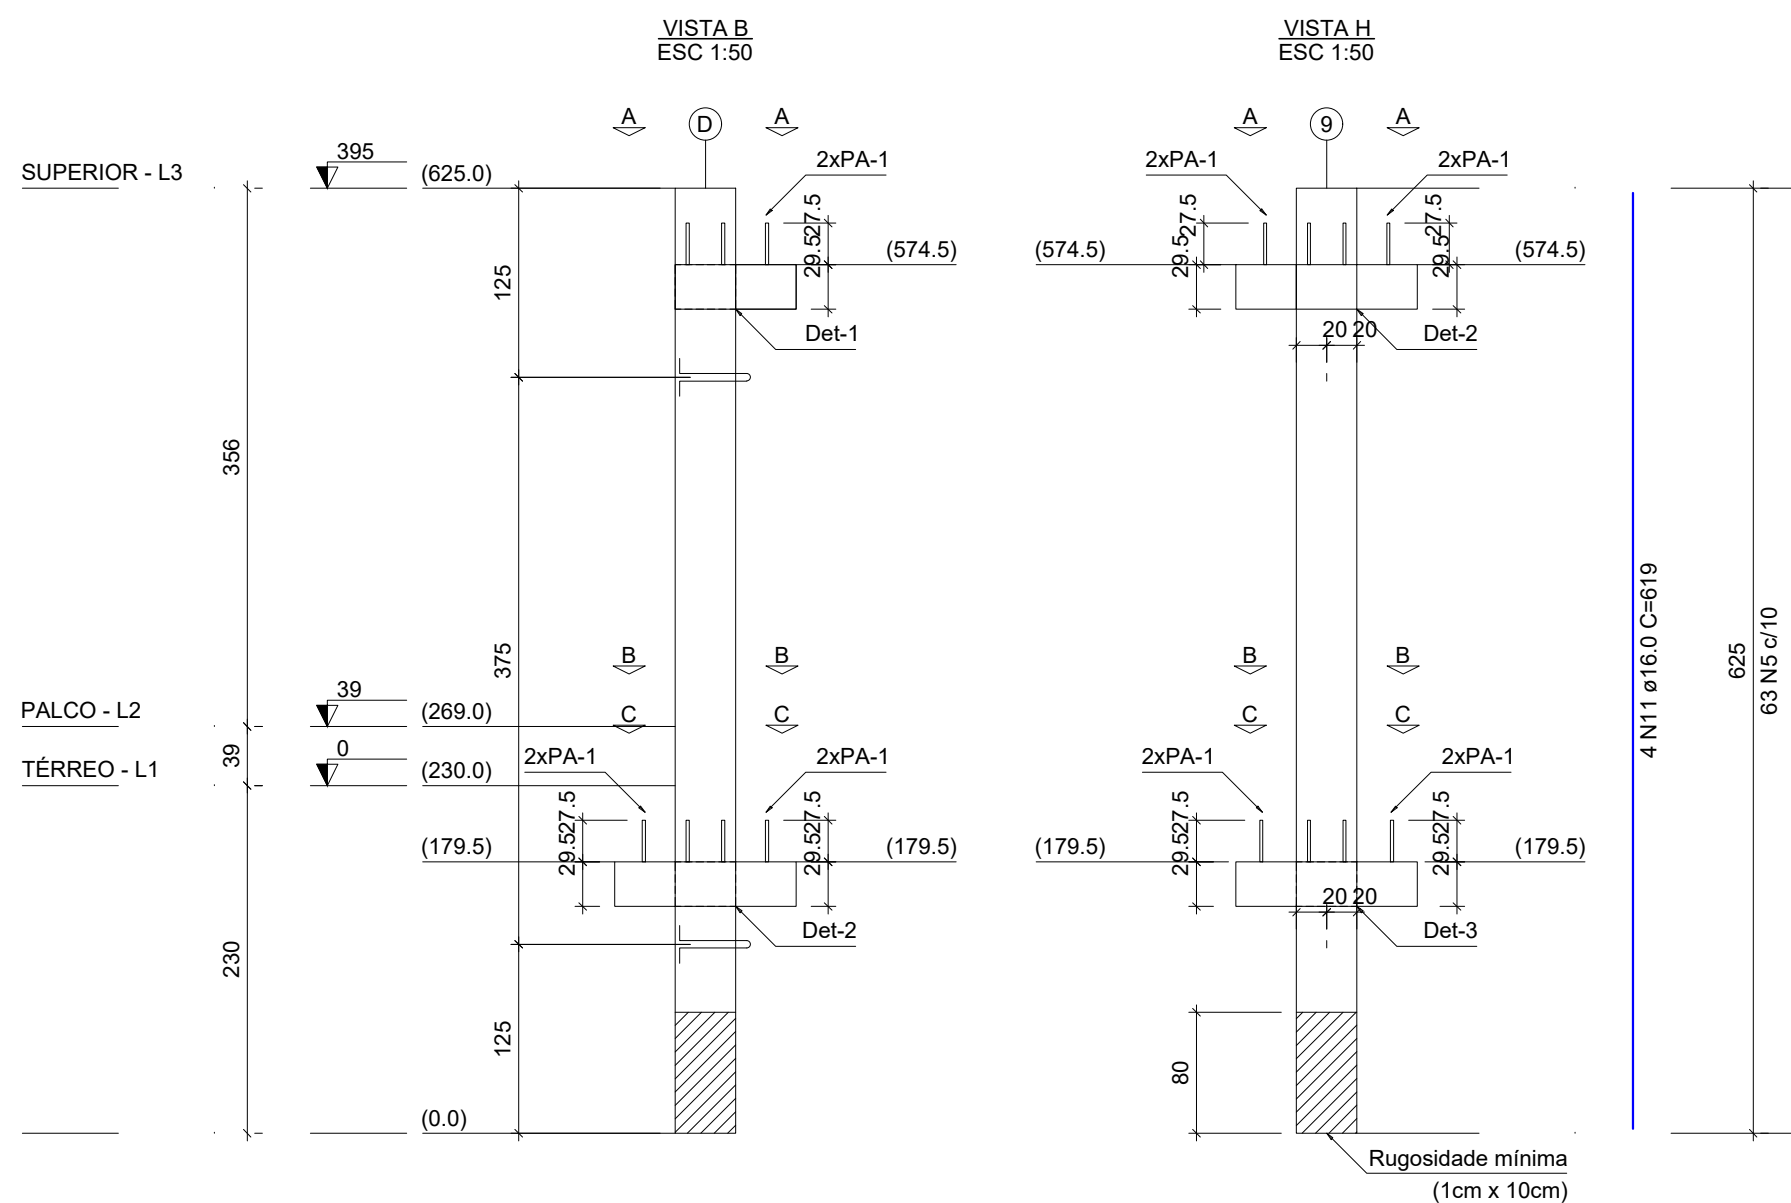 VISTA B
ESC 1:50
VISTA H
ESC 1:50
A
D
A
A
9
A
SUPERIOR - L3
395
(625.0)
2xPA-1
2xPA-1
2xPA-1
27.5
29.5
(574.5)
(574.5)
27.5
29.5
27.5
29.5
(574.5)
125
Det-1
20 20
Det-2
356
375
B
B
B
B
PALCO - L2
39
(269.0)
C
C
C
C
39
TÉRREO - L1
0
(230.0)
2xPA-1
2xPA-1
2xPA-1
2xPA-1
(179.5)
27.5
29.5
27.5
29.5
(179.5)
(179.5)
27.5
29.5
27.5
29.5
(179.5)
20 20
Det-2
Det-3
230
125
80
(0.0)
Rugosidade mínima
(1cm x 10cm)
4 N11 ø16.0 C=619
625
63 N5 c/10